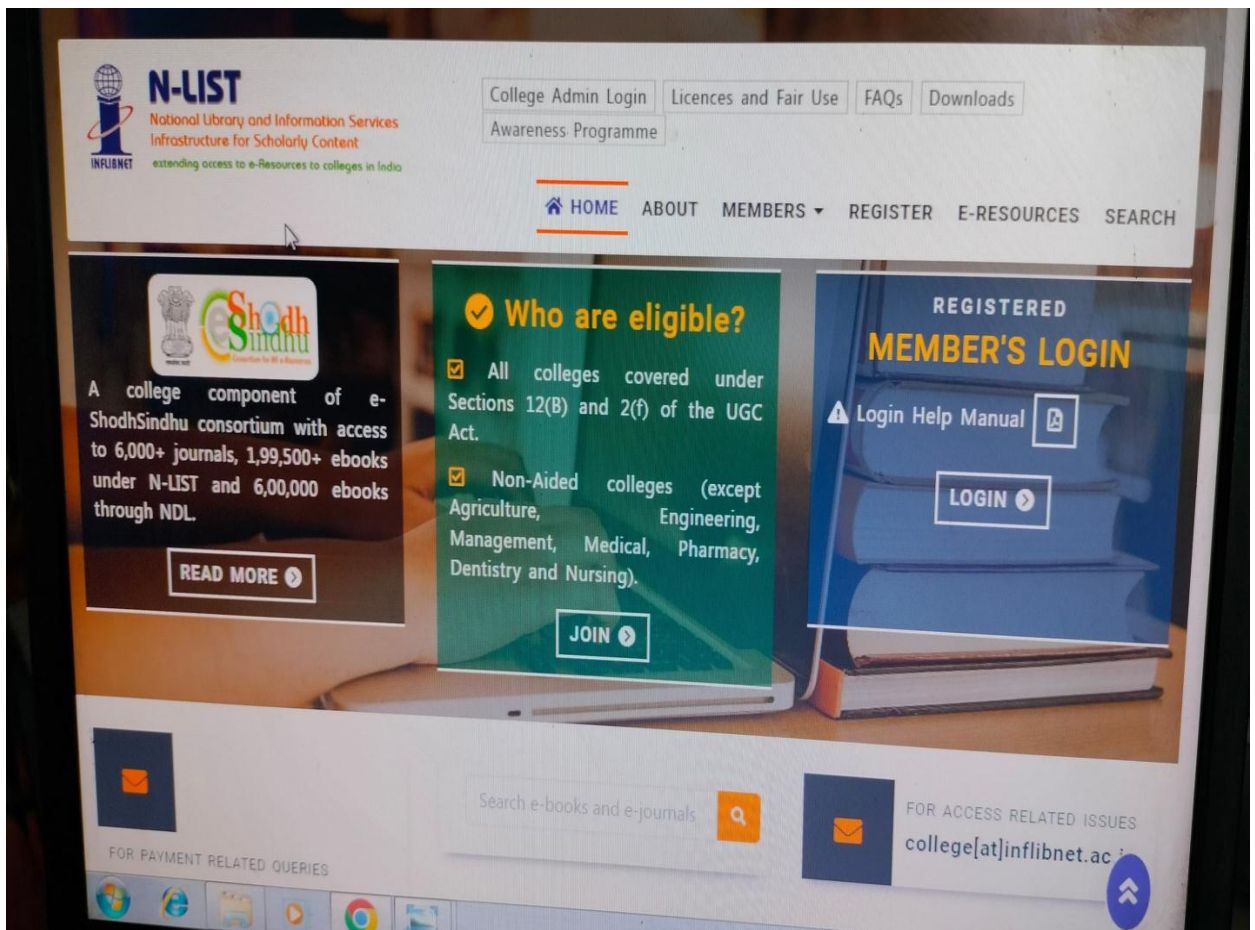 N-LIST
National Library and Information Services
Infrastructure for Scholarly Content
extending access to e-Resources to colleges in India
INFLIBNET
College Admin Login
Licences and Fair Use
FAQs
Downloads
Awareness Programme
HOME
ABOUT
MEMBERS
REGISTER
E-RESOURCES
SEARCH
eShodh
Sindhu
A college component of e-
ShodhSindhu consortium with access
to 6,000+ journals, 1,99,500+ ebooks
under N-LIST and 6,00,000 ebooks
through NDL.
READ MORE
Who are eligible?
All colleges covered under
Sections 12(B) and 2(f) of the UGC
Act.
Non-Aided colleges (except
Agriculture, Engineering,
Management, Medical, Pharmacy,
Dentistry and Nursing).
JOIN
REGISTERED
MEMBER'S LOGIN
Login Help Manual
LOGIN
FOR PAYMENT RELATED QUERIES
Search e-books and e-journals
FOR ACCESS RELATED ISSUES
college[at]inflibnet.ac